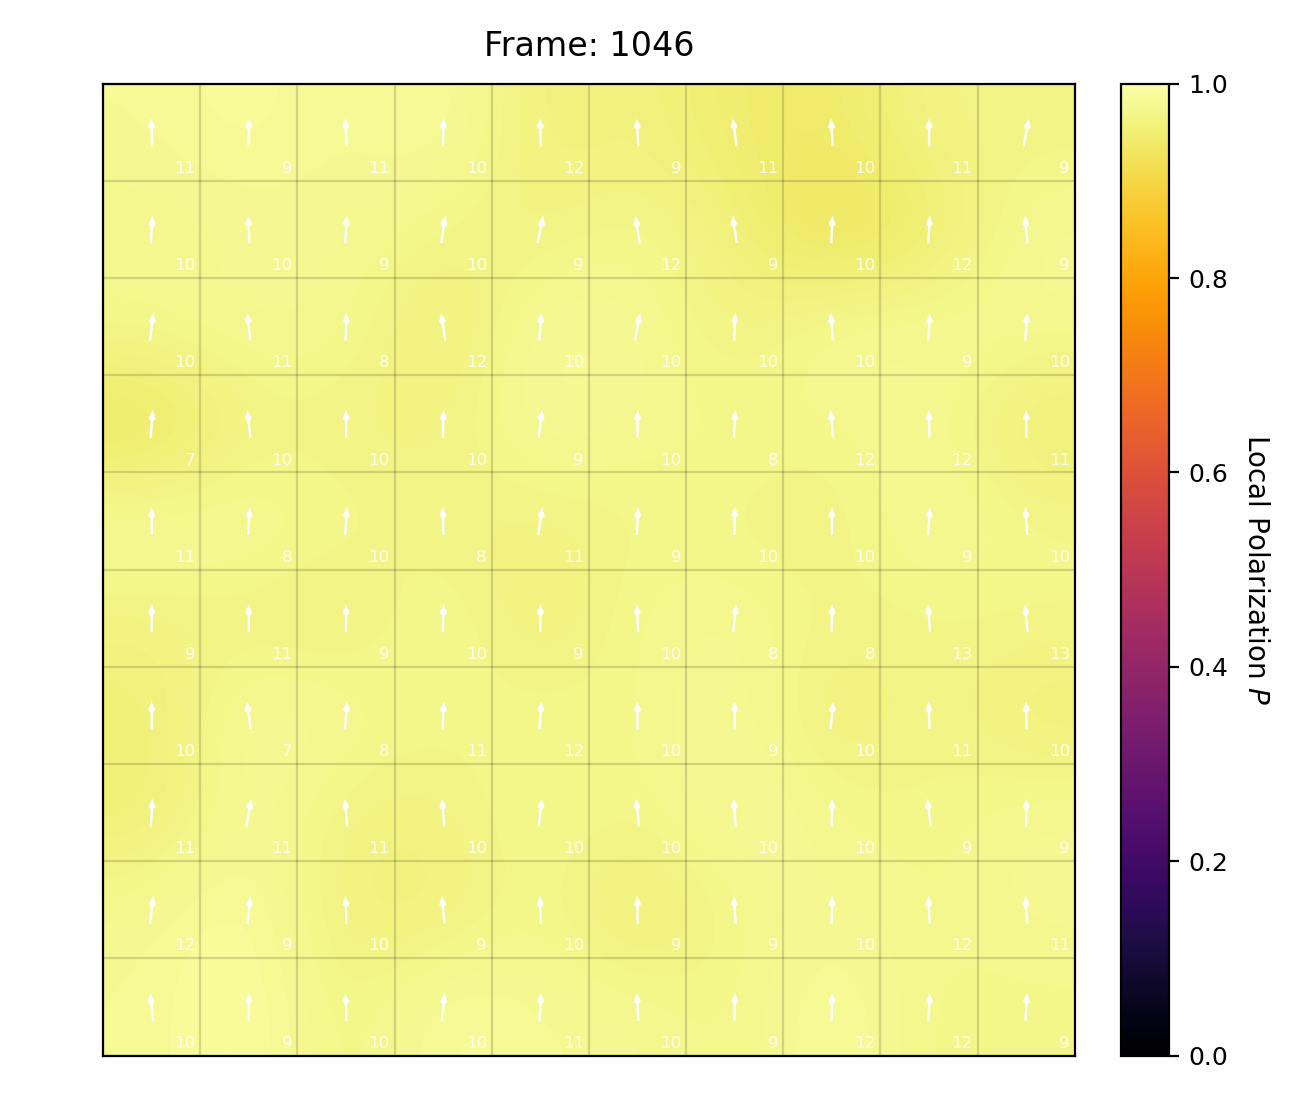 Frame: 1046
11 9 11 10 12 9 11 10 11 9
10 10 9 10 9 12 9 10 12 9
10 11 8 12 10 10 10 10 9 10
7 10 10 10 9 10 8 12 12 11
11 8 10 8 11 9 10 10 9 10
9 11 9 10 9 10 8 8 13 13
10 7 8 11 12 10 9 10 11 10
11 11 11 10 10 10 10 10 9 9
12 9 10 9 10 9 9 10 12 11
10 9 10 10 11 10 9 12 12 9
1.0
0.8
0.6
0.4
0.2
0.0
Local Polarization P